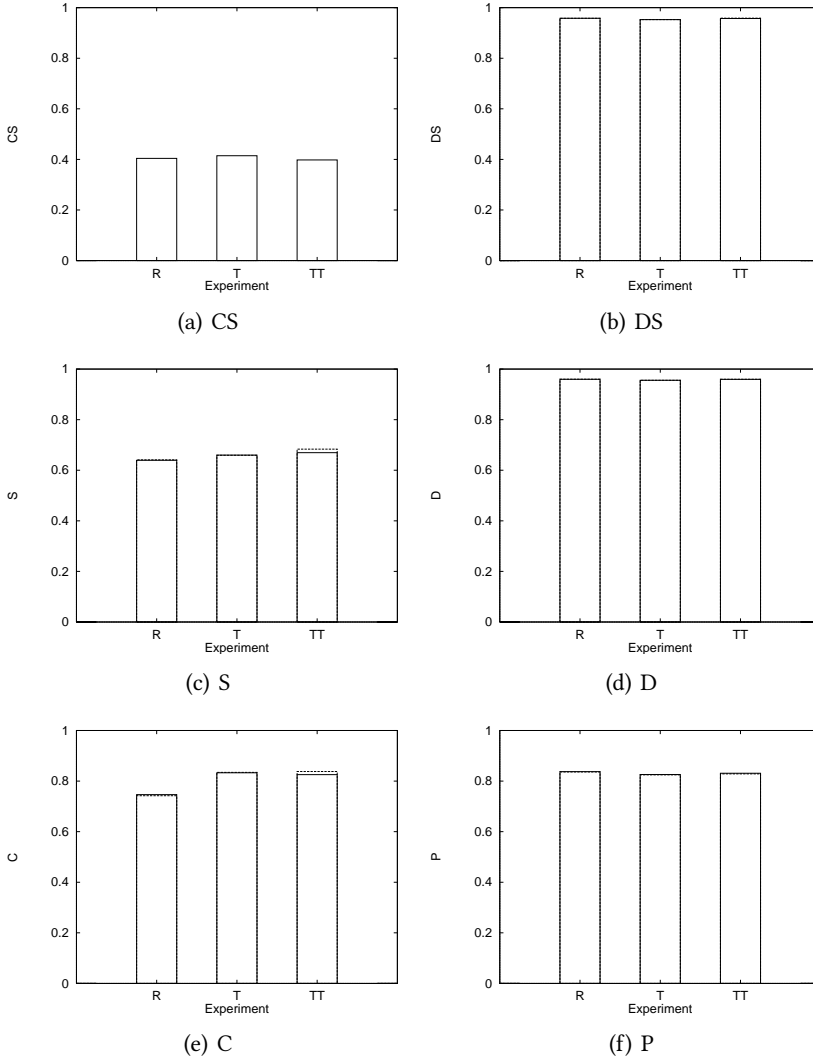 1
0.8
0.6
CS
0.4
0.2
0
R T TT
Experiment
(a) CS
1
0.8
0.6
DS
0.4
0.2
0
R T TT
Experiment
(b) DS
1
0.8
0.6
S
0.4
0.2
0
R T TT
Experiment
(c) S
1
0.8
0.6
D
0.4
0.2
0
R T TT
Experiment
(d) D
1
0.8
0.6
C
0.4
0.2
0
R T TT
Experiment
(e) C
1
0.8
0.6
P
0.4
0.2
0
R T TT
Experiment
(f) P